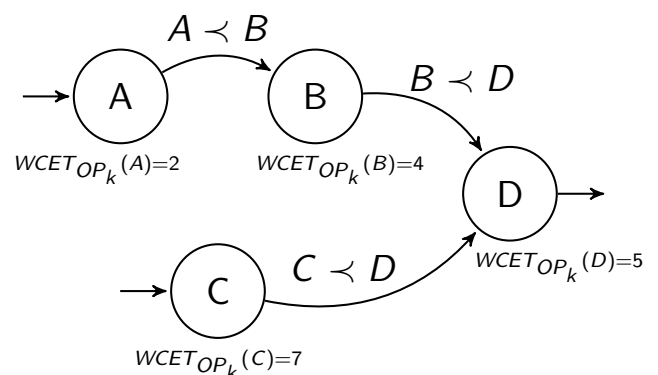 A ≺ B
A
B
B ≺ D
WCET_{OP_k}(A)=2
WCET_{OP_k}(B)=4
D
WCET_{OP_k}(D)=5
C ≺ D
C
WCET_{OP_k}(C)=7